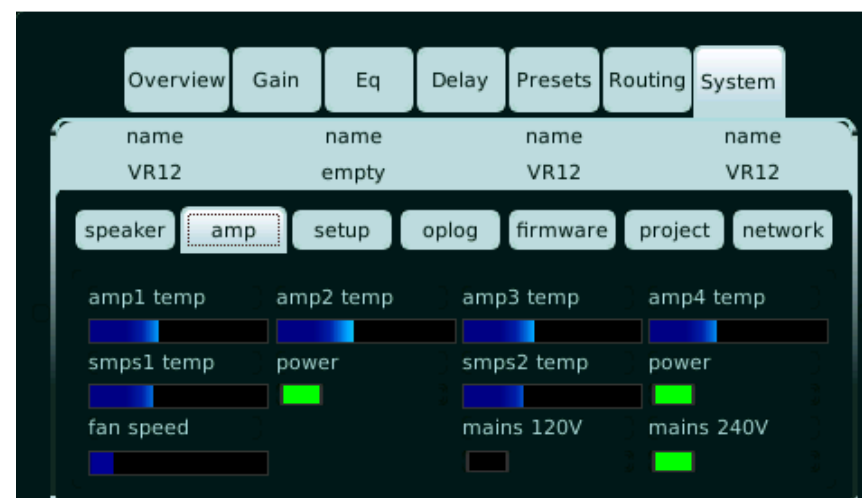 Overview Gain Eq Delay Presets Routing System
name name name name
VR12 empty VR12 VR12
speaker amp setup oplog firmware project network
amp1 temp amp2 temp amp3 temp amp4 temp
smps1 temp power smps2 temp power
fan speed mains 120V mains 240V